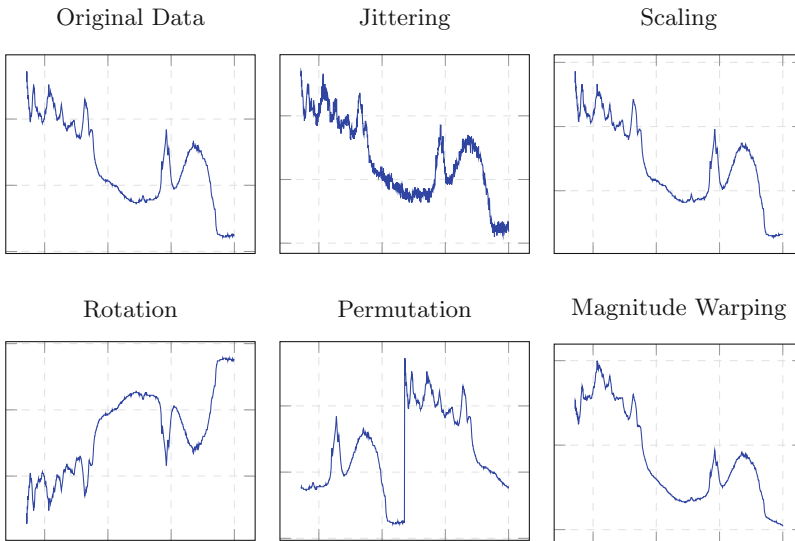 Original Data
Jittering
Scaling
Rotation
Permutation
Magnitude Warping